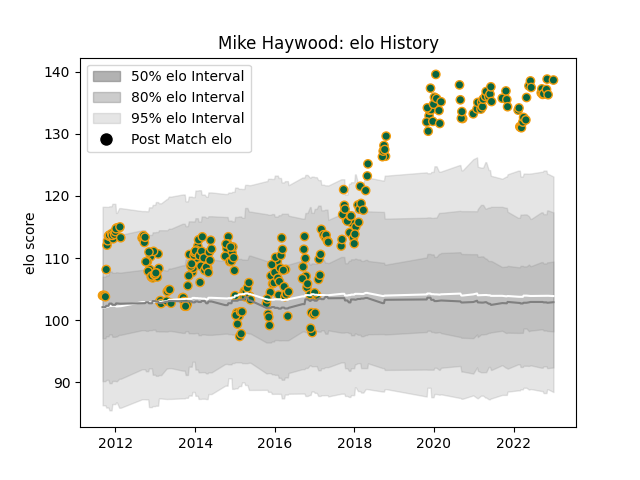 Mike Haywood: elo History
50% elo Interval
80% elo Interval
95% elo Interval
Post Match elo
elo score
140
130
120
110
100
90
2012 2014 2016 2018 2020 2022